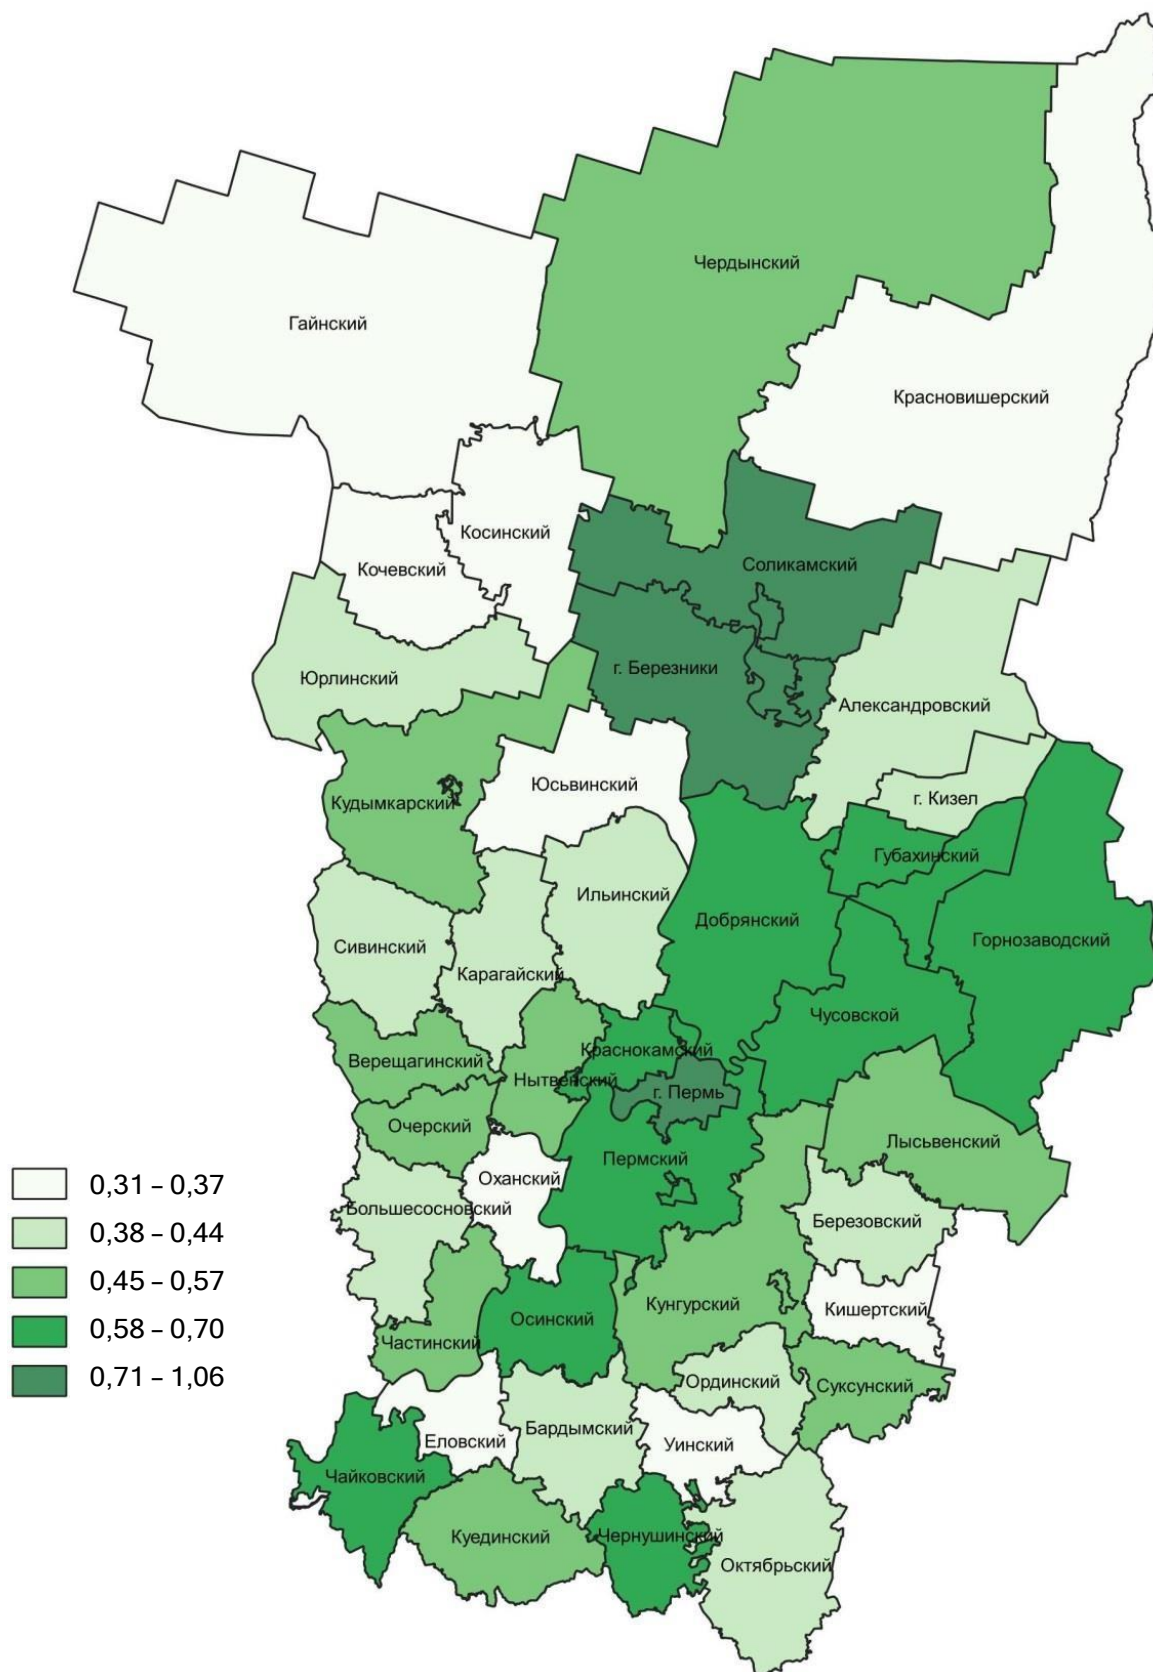 Чердынский
Гайнский
Красновишерский
Косинский
Соликамский
Кочевский
г. Березники
Юрлинский
Александровский
Юсьвинский
г. Кизел
Кудымкарский
Губахинский
Ильинский
Добрянский
Горнозаводский
Сивинский
Карагайский
Чусовской
Краснокамский
Верещагинский
Нытвенский
г. Пермь
Очерский
Лысьвенский
Пермский
Оханский
0,31 – 0,37
Большесосновский
Березовский
0,38 – 0,44
0,45 – 0,57
Кунгурский
Кишертский
Осинский
0,58 – 0,70
Частинский
0,71 – 1,06
Ординский
Суксунский
Бардымский
Еловский
Уинский
Чайковский
Куединский
Чернушинский
Октябрьский